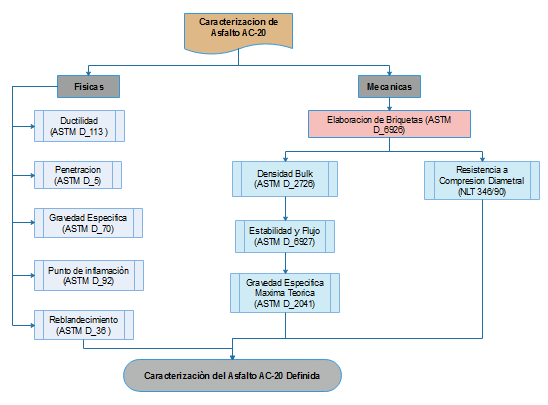 Caracterizacion de
Asfalto AC-20
Fisicas
Mecanicas
Ductilidad
(ASTM D_113 )
Penetracion
(ASTM D_5)
Gravedad Especifica
(ASTM D_70)
Punto de inflamaciòn
(ASTM D_92)
Reblandecimiento
(ASTM D_36 )
Elaboracion de Briquetas (ASTM
D_6926)
Densidad Bulk
(ASTM D_2726)
Estabilidad y Flujo
(ASTM D_6927)
Gravedad Especifica
Maxima Teorica
(ASTM D_2041)
Resistencia a
Compresion Diametral
(NLT 346/90)
Caracterizaciòn del Asfalto AC-20 Definida